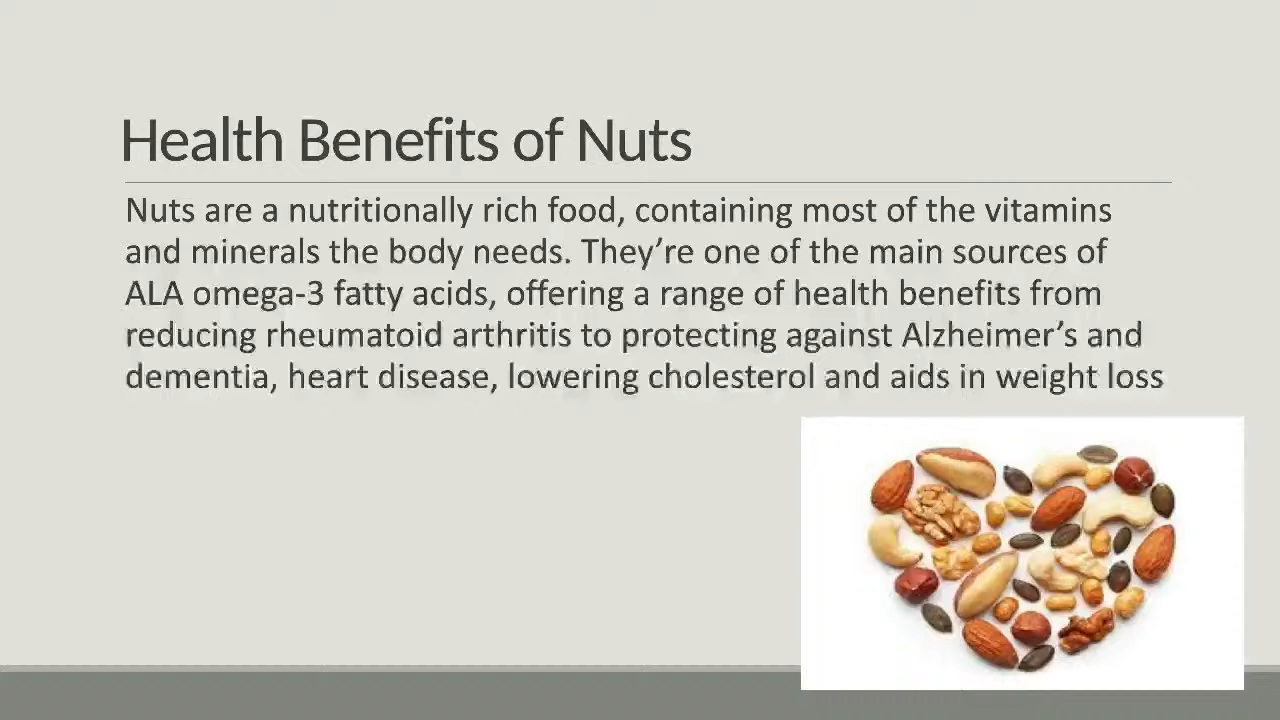 Health Benefits of Nuts
Nuts are a nutritionally rich food, containing most of the vitamins
and minerals the body needs. They’re one of the main sources of
ALA omega-3 fatty acids, offering a range of health benefits from
reducing rheumatoid arthritis to protecting against Alzheimer’s and
dementia, heart disease, lowering cholesterol and aids in weight loss